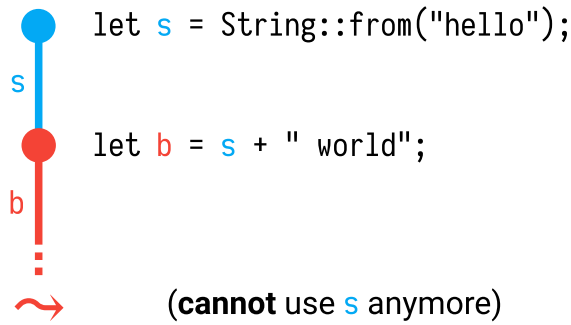 let s = String::from("hello");
s
let b = s + " world";
b
(cannot use s anymore)